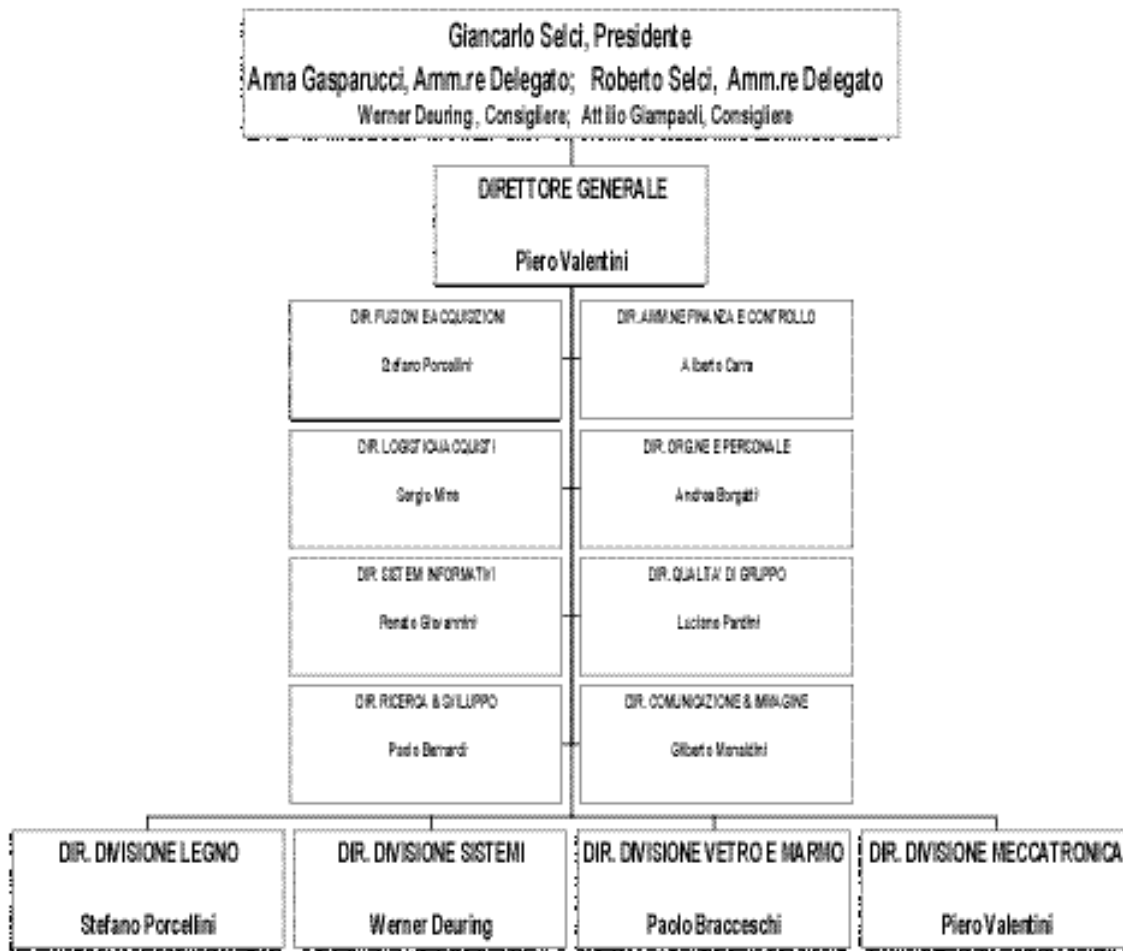 Giancarlo Selci, Presidente
Anna Gasparucci, Amm.re Delegato; Roberto Selci, Amm.re Delegato
Werner Deuring, Consigliere; Attilio Giampaoli, Consigliere
DIRETTORE GENERALE
Piero Valentini
DIR. FUSIONI E ACQUISIZIONI
Stefano Porcellini
DIR. AMM.NE FINANZA E CONTROLLO
Alberto Carra
DIR. LOGISTICA/ACQUISTI
Sergio
DIR. ORG.NE E PERSONALE
Andrea Borgatti
DIR. SISTEMI INFORMATIVI
Renato Giovannini
DIR. QUALITA' DI GRUPPO
Luciano
DIR. RICERCA & SVILUPPO
Paolo Bernardi
DIR. COMUNICAZIONE & IMMAGINE
Gilberto Monaldini
DIR. DIVISIONE LEGNO
Stefano Porcellini
DIR. DIVISIONE SISTEMI
Werner Deuring
DIR. DIVISIONE VETRO E MARMO
Paolo Bracceschi
DIR. DIVISIONE MECCATRONICA
Piero Valentini